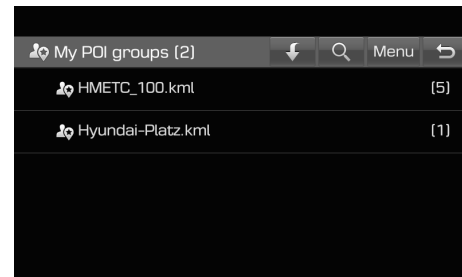 My POI groups (2) Menu
HMETC_100.kml (5)
Hyundai-Platz.kml (1)